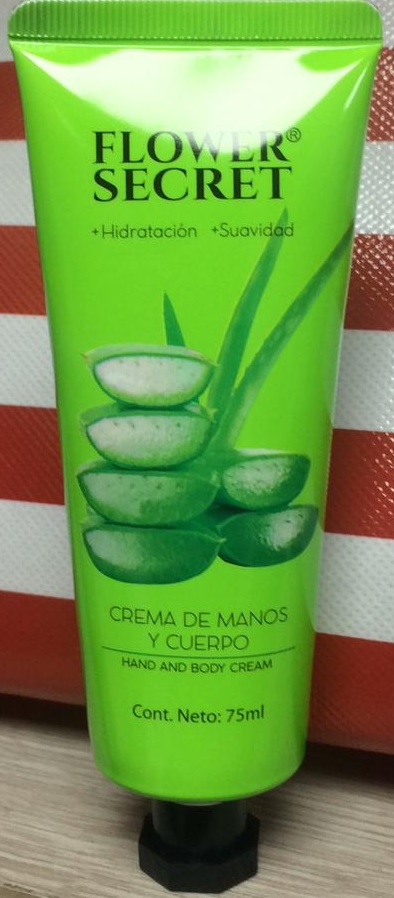 FLOWER®
SECRET
+Hidratación +Suavidad
CREMA DE MANOS
Y CUERPO
HAND AND BODY CREAM
Cont. Neto: 75ml